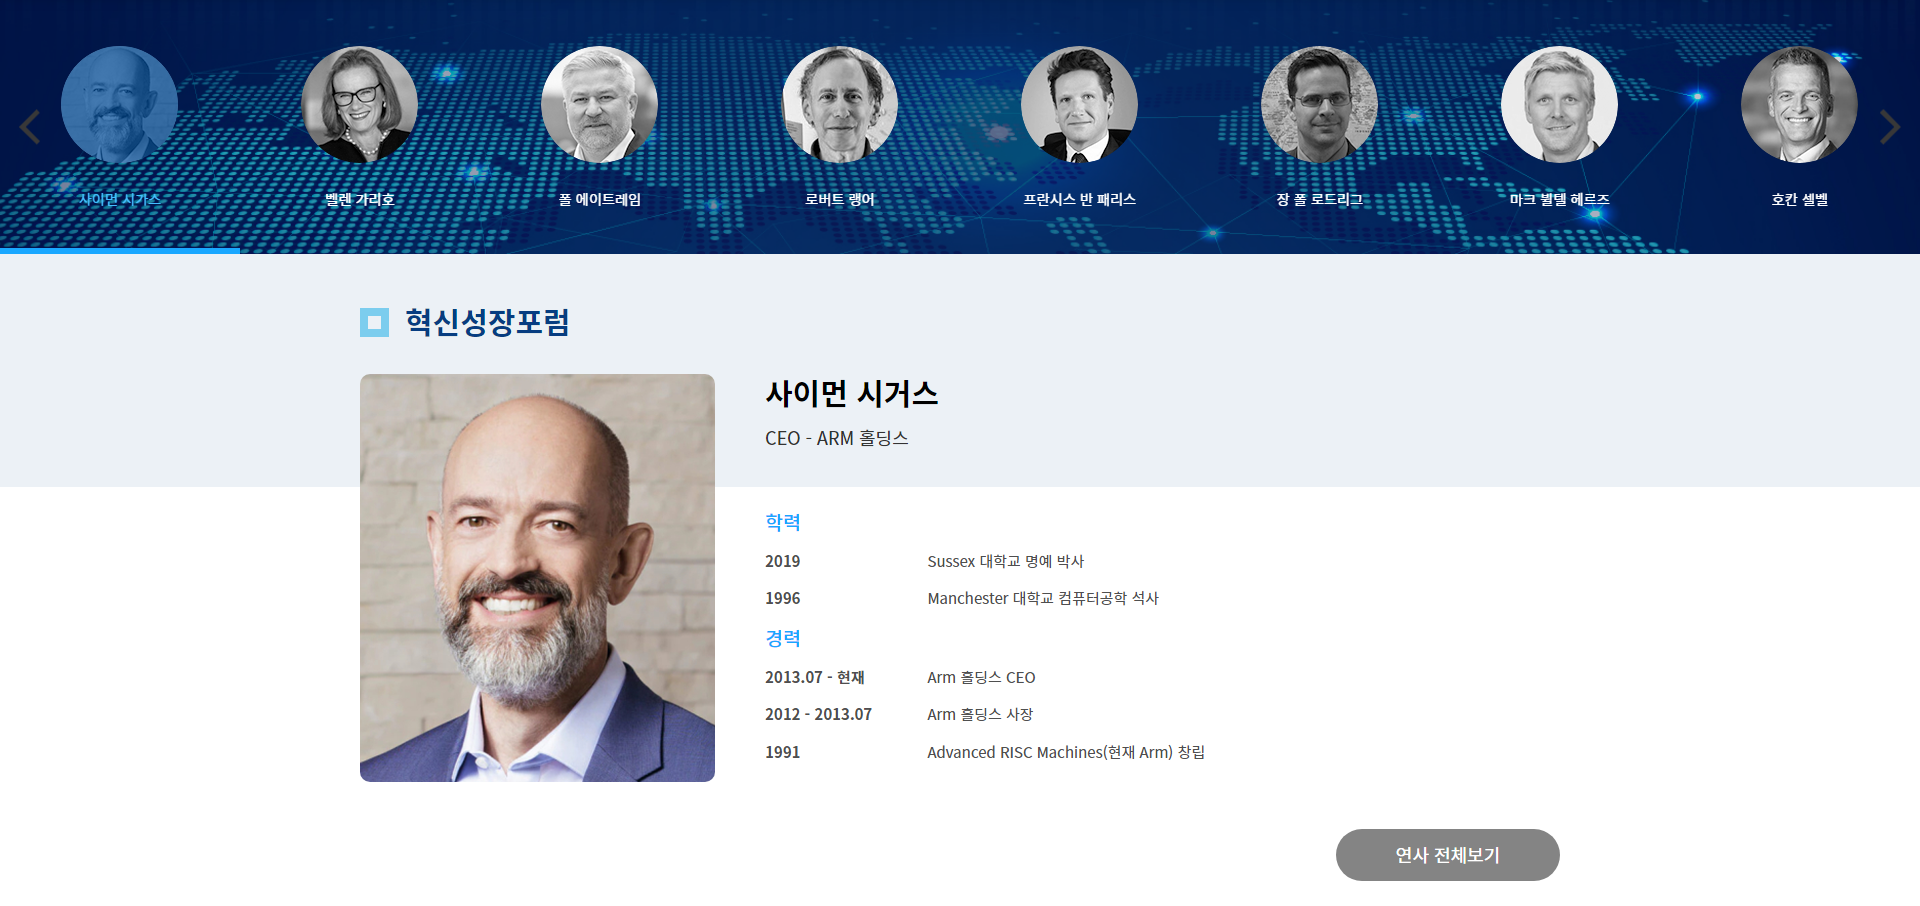 사이먼 시거스
벨렌 가리호
폴 에이트레임
로버트 랭어
프란시스 반 패리스
장 폴 로드리그
마크 뷜텔 헤르즈
호칸 셀벨
혁신성장포럼
사이먼 시거스
CEO - ARM 홀딩스
학력
2019 Sussex 대학교 명예 박사
1996 Manchester 대학교 컴퓨터공학 석사
경력
2013.07 - 현재 Arm 홀딩스 CEO
2012 - 2013.07 Arm 홀딩스 사장
1991 Advanced RISC Machines(현재 Arm) 창립
연사 전체보기